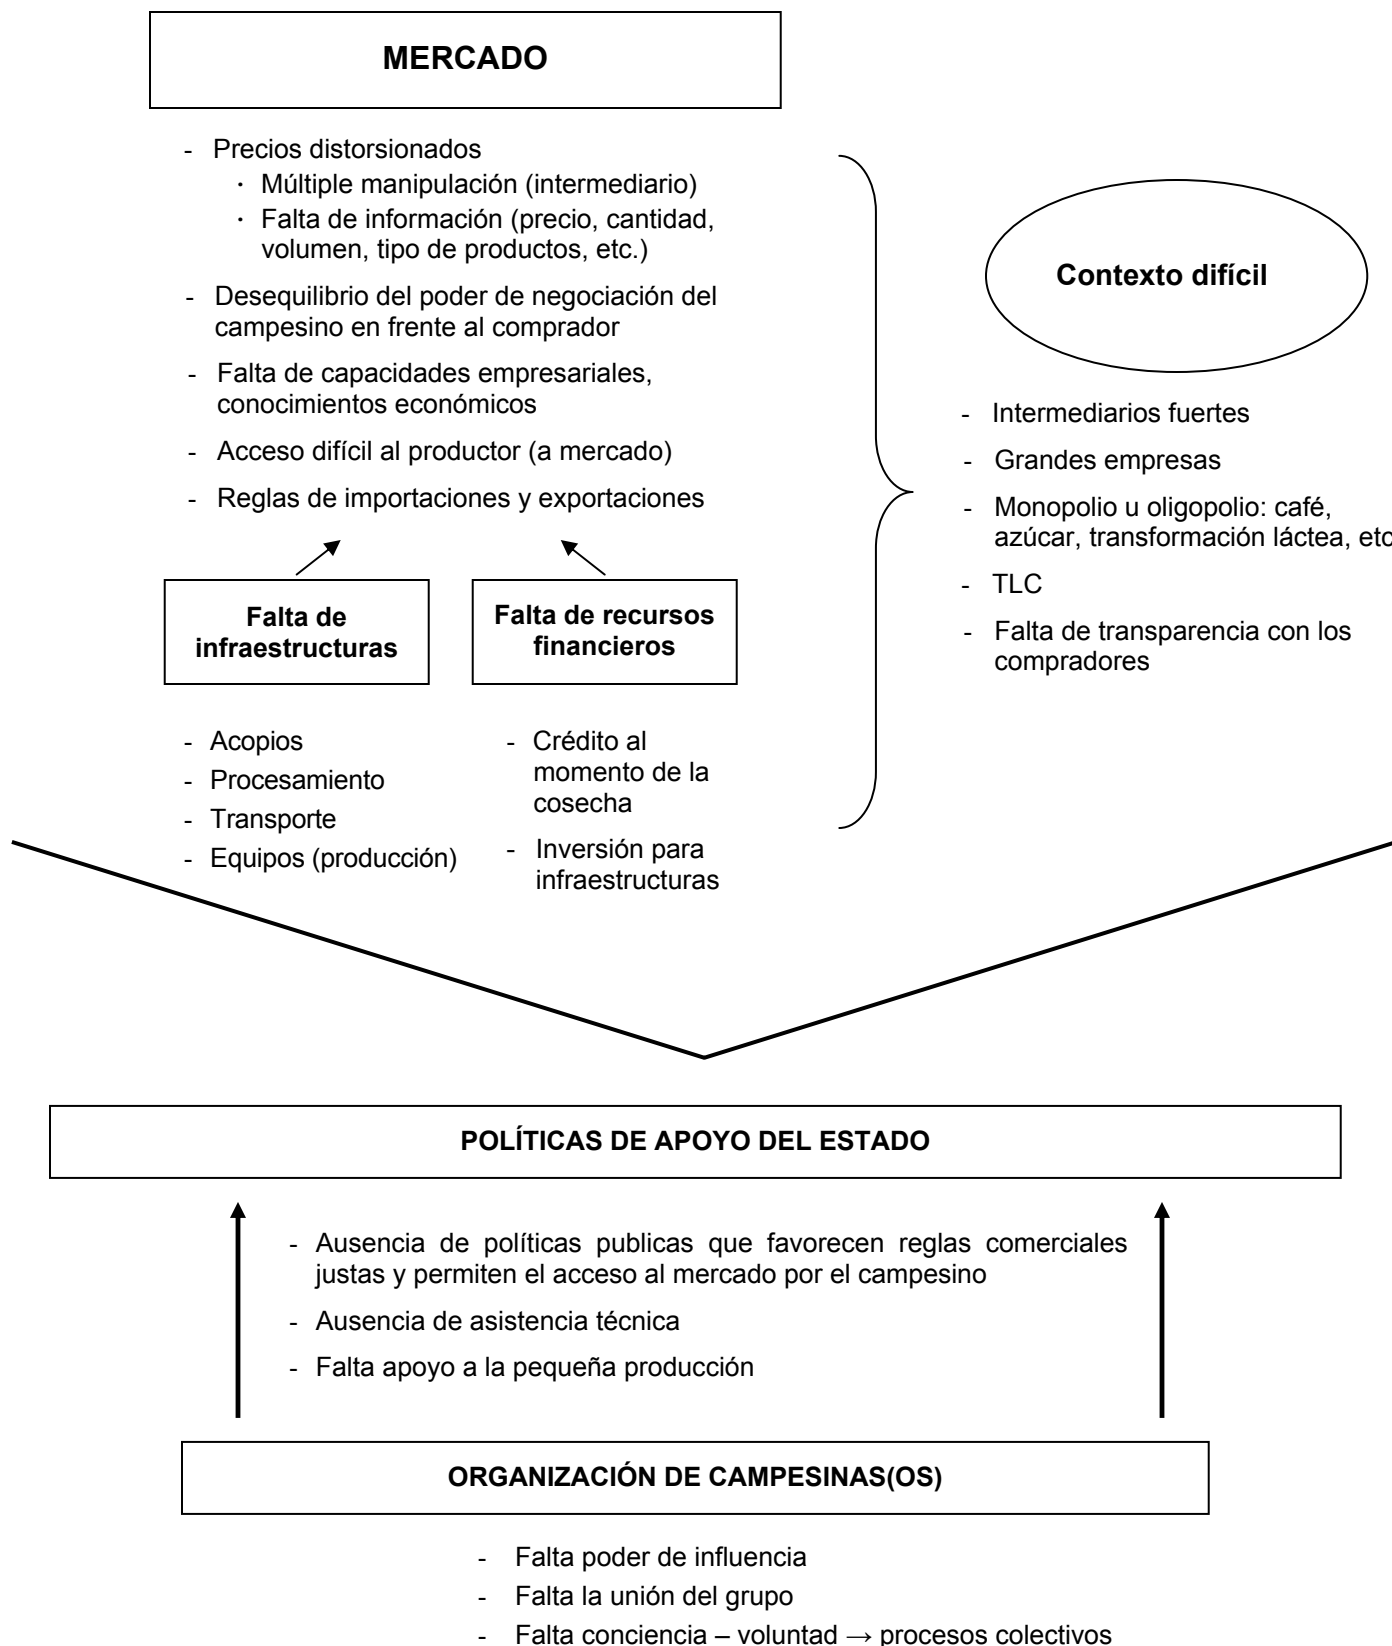 MERCADO
- Precios distorsionados
· Múltiple manipulación (intermediario)
· Falta de información (precio, cantidad,
volumen, tipo de productos, etc.)
- Desequilibrio del poder de negociación del
campesino en frente al comprador
- Falta de capacidades empresariales,
conocimientos económicos
- Acceso difícil al productor (a mercado)
- Reglas de importaciones y exportaciones
Falta de
infraestructuras
- Acopios
- Procesamiento
- Transporte
- Equipos (producción)
Falta de recursos
financieros
- Crédito al
momento de la
cosecha
- Inversión para
infraestructuras
Contexto difícil
- Intermediarios fuertes
- Grandes empresas
- Monopolio u oligopolio: café,
azúcar, transformación láctea, etc
- TLC
- Falta de transparencia con los
compradores
POLÍTICAS DE APOYO DEL ESTADO
- Ausencia de políticas publicas que favorecen reglas comerciales
justas y permiten el acceso al mercado por el campesino
- Ausencia de asistencia técnica
- Falta apoyo a la pequeña producción
ORGANIZACIÓN DE CAMPESINAS(OS)
- Falta poder de influencia
- Falta la unión del grupo
- Falta conciencia – voluntad → procesos colectivos